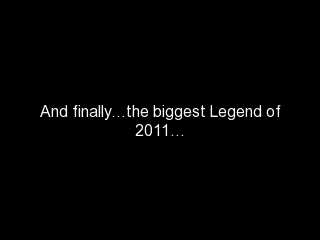 And finally…the biggest Legend of
2011…